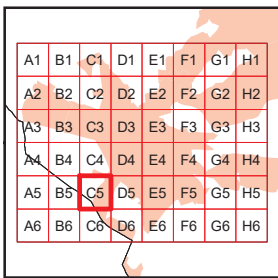 A1 B1 C1 D1 E1 F1 G1 H1
A2 B2 C2 D2 E2 F2 G2 H2
A3 B3 C3 D3 E3 F3 G3 H3
A4 B4 C4 D4 E4 F4 G4 H4
A5 B5 C5 D5 E5 F5 G5 H5
A6 B6 C6 D6 E6 F6 G6 H6